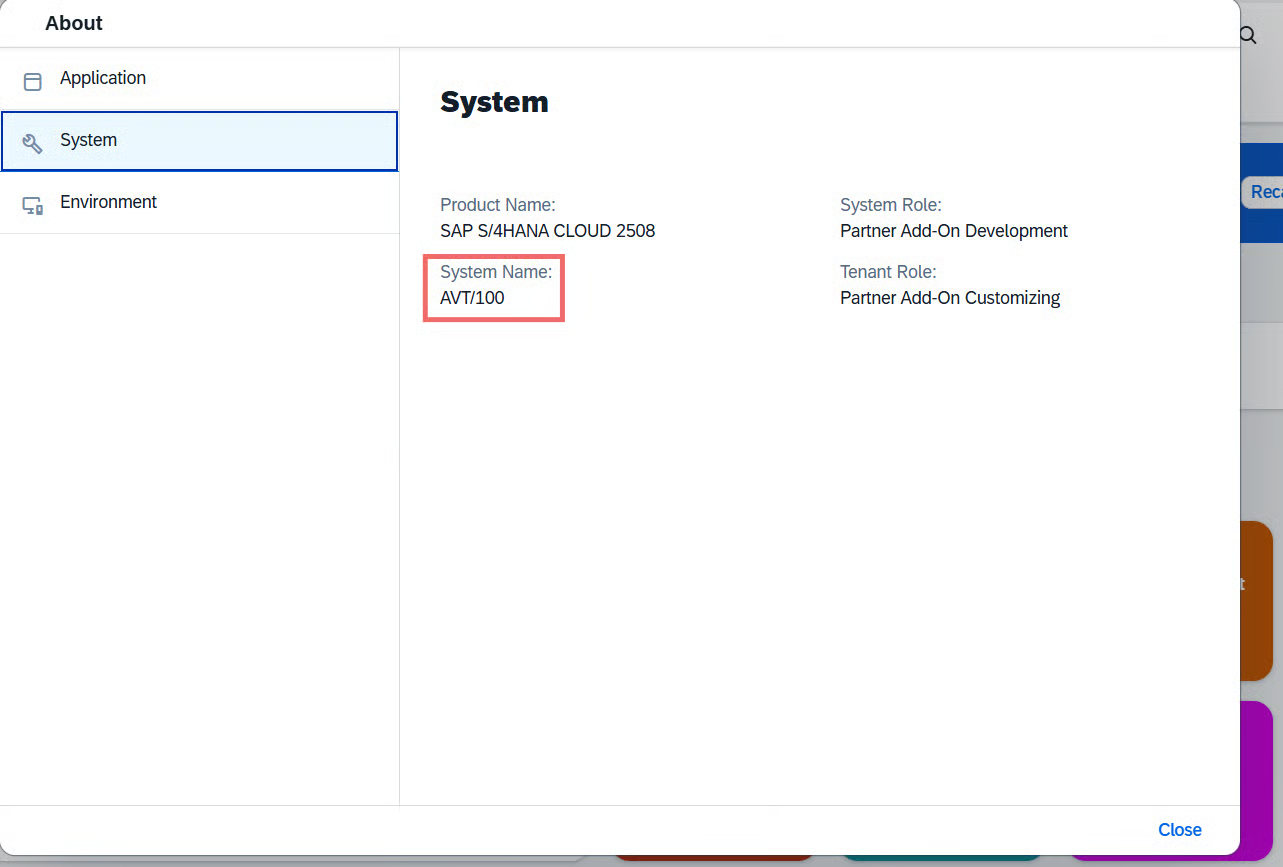 About
Application
System
Environment
System
Product Name:
SAP S/4HANA CLOUD 2508
System Role:
Partner Add-On Development
System Name:
AVT/100
Tenant Role:
Partner Add-On Customizing
Close